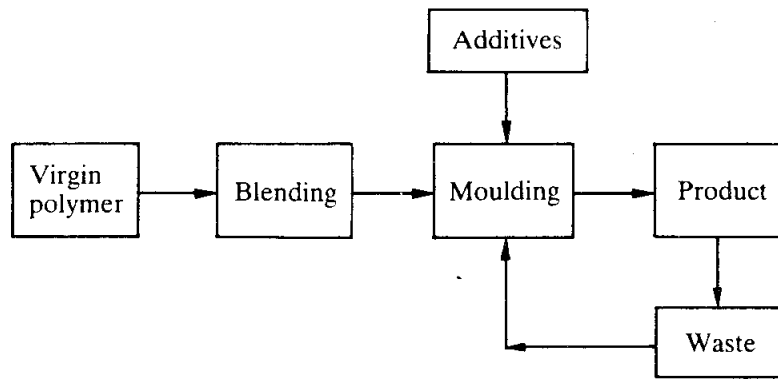 Additives
Virgin
polymer
Blending
Moulding
Product
Waste